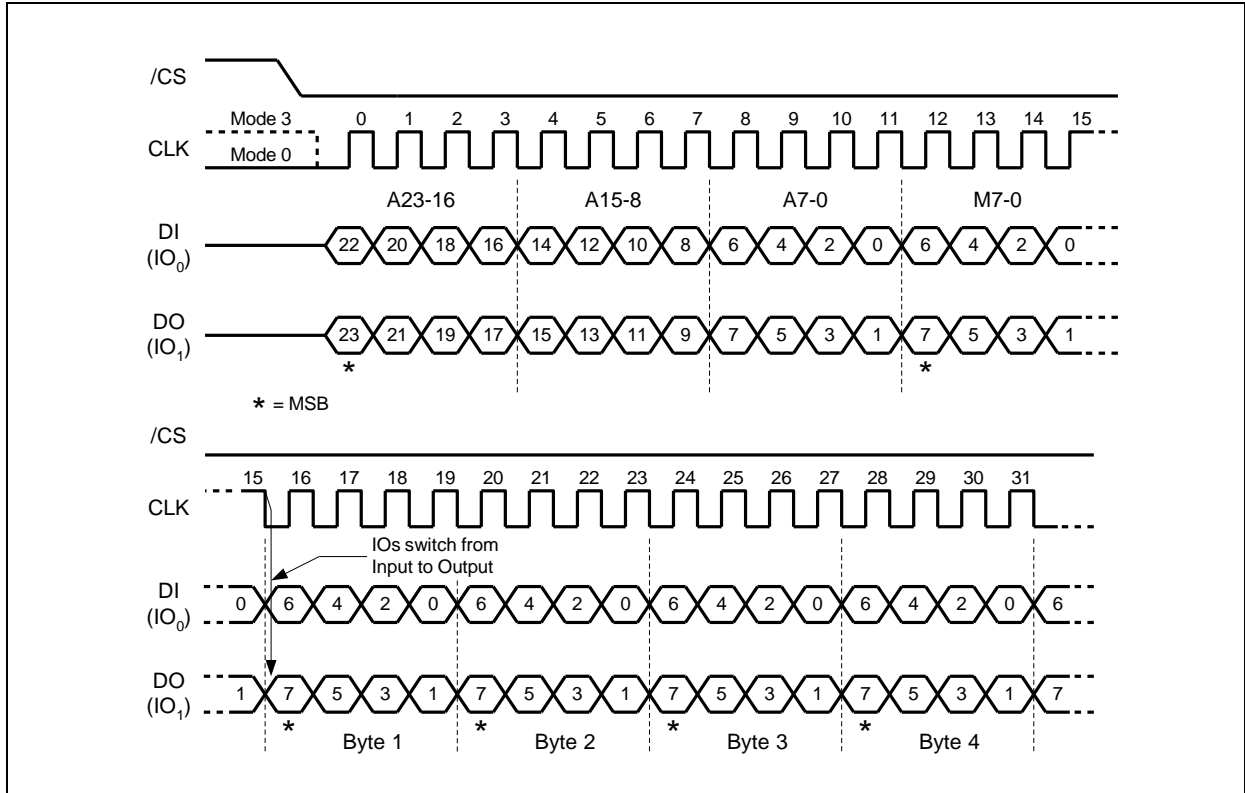 /CS
Mode 3 0 1 2 3 4 5 6 7 8 9 10 11 12 13 14 15
CLK
Mode 0
A23-16 A15-8 A7-0 M7-0
DI
(IO0)
22 20 18 16 14 12 10 8 6 4 2 0 6 4 2 0
DO
(IO1)
23 21 19 17 15 13 11 9 7 5 3 1 7 5 3 1
* *
* = MSB
/CS
15 16 17 18 19 20 21 22 23 24 25 26 27 28 29 30 31
CLK
IOs switch from
Input to Output
DI
(IO0)
0 6 4 2 0 6 4 2 0 6 4 2 0 6 4 2 0 6
DO
(IO1)
1 7 5 3 1 7 5 3 1 7 5 3 1 7 5 3 1 7
* * * *
Byte 1 Byte 2 Byte 3 Byte 4